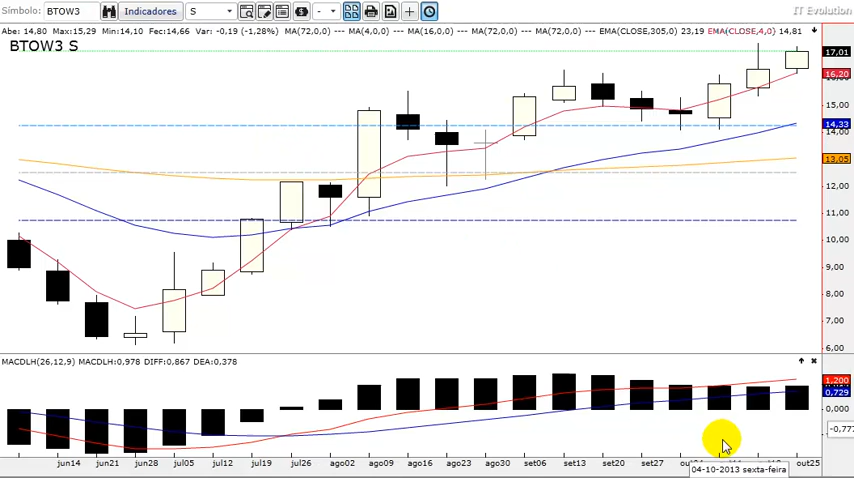 Símbolo: BTOW3 Indicadores S - IT Evolution
Abe: 14,80 Max:15,29 Min:14,10 Fec:14,66 Var: -0,19 (-1,28%) MA(72,0,0) --- MA(4,0,0) --- MA(16,0,0) --- MA(72,0,0) --- MA(72,0,0) --- EMA(CLOSE,305,0) 23,19 EMA(CLOSE,4,0) 14,81
BTOW3 S
17,01
16,20
15,00
14,33
14,00
13,05
12,00
11,00
10,00
9,00
8,00
7,00
6,00
MACDLH(26,12,9) MACDLH:0,978 DIFF:0,867 DEA:0,378
1,200
0,729
0,000
-0,777
jun14 jun21 jun28 jul05 jul12 jul19 jul26 ago02 ago09 ago16 ago23 ago30 set06 set13 set20 set27 out25
04-10-2013 sexta-feira